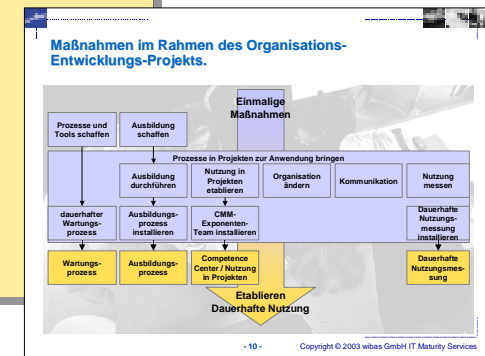 Maßnahmen im Rahmen des Organisations-
Entwicklungs-Projekts.
Einmalige
Maßnahmen
Prozesse und
Tools schaffen
Ausbildung
schaffen
Prozesse in Projekten zur Anwendung bringen
Ausbildung
durchführen
Nutzung in
Projekten
etablieren
Organisation
ändern
Kommunikation
Nutzung
messen
dauerhafter
Wartungs-
prozess
Ausbildungs-
prozess
installieren
CMM-
Exponenten-
Team installieren
Dauerhafte
Nutzungs-
messung
installieren
Wartungs-
prozess
Ausbildungs-
prozess
Competence
Center / Nutzung
in Projekten
Dauerhafte
Nutzungsmes-
sung
Etablieren
Dauerhafte Nutzung
- 10 -
Copyright © 2003 wibas GmbH IT Maturity Services